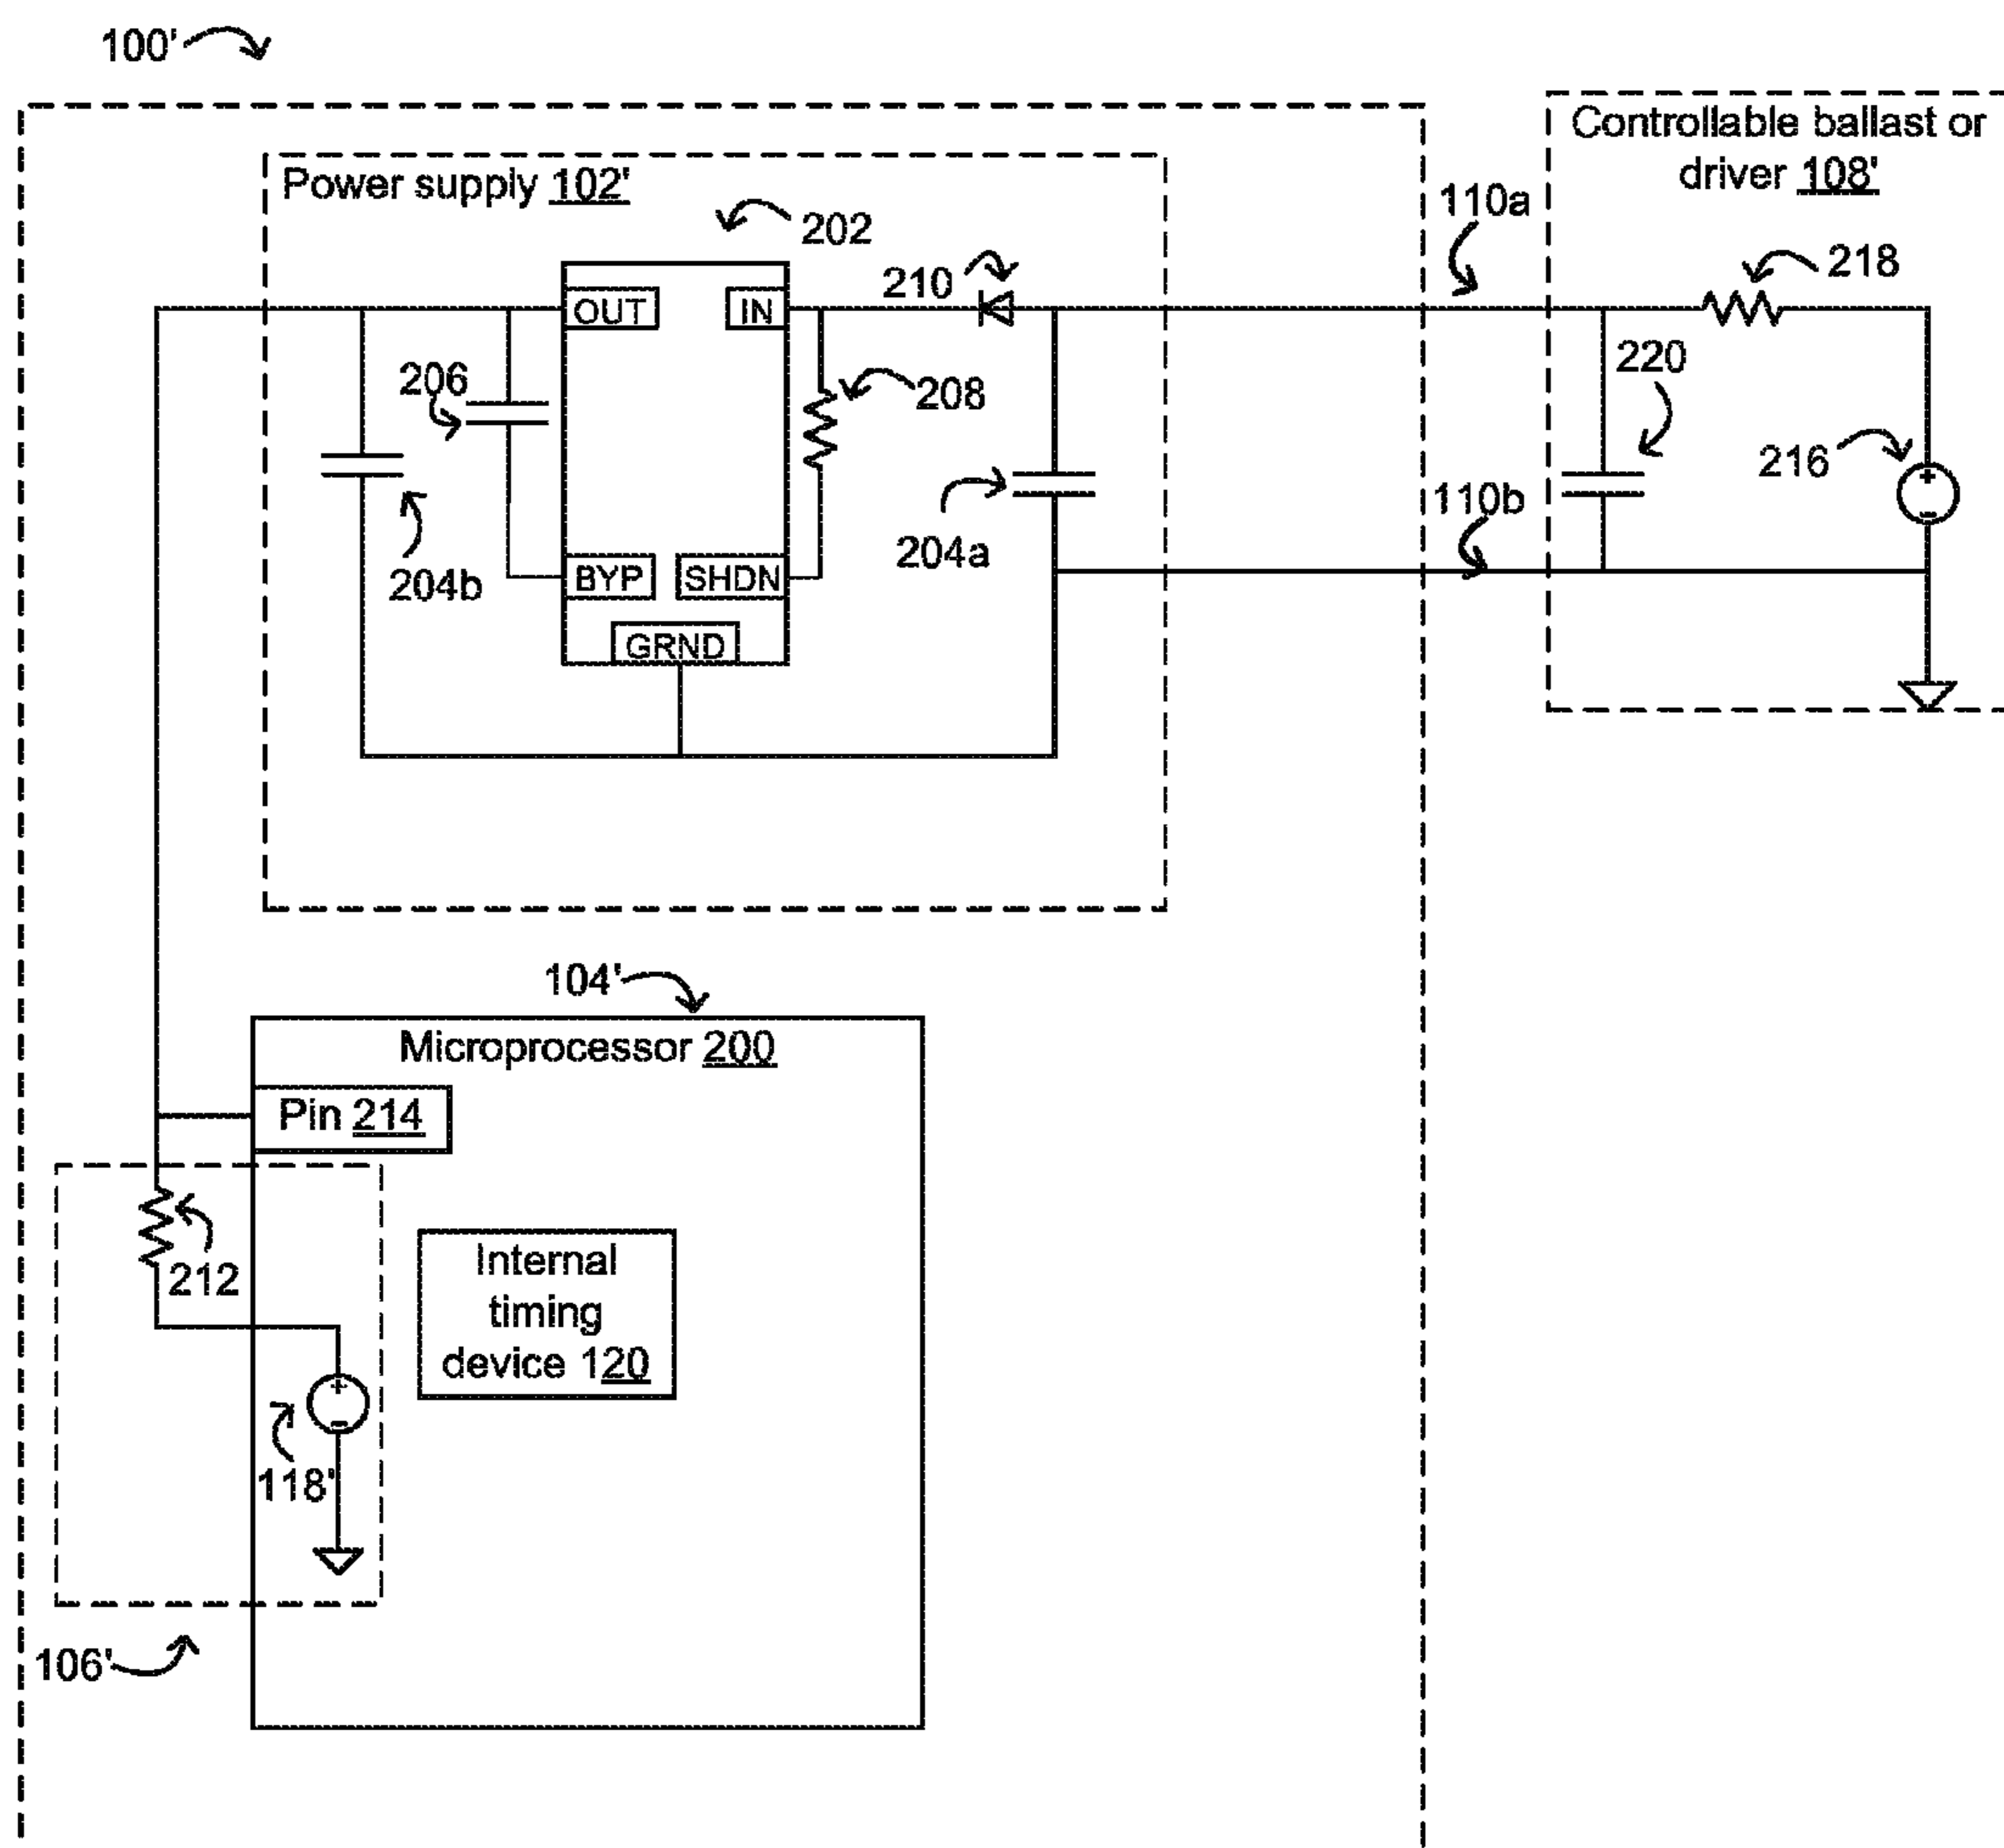 100'
Controllable ballast or
driver 108'
Power supply 102'
202
110a
210
218
OUT
IN
220
206
208
216
110b
204a
204b
BYP
SHDN
GRND
104'
Microprocessor 200
Pin 214
212
Internal
timing
device 120
118'
106'